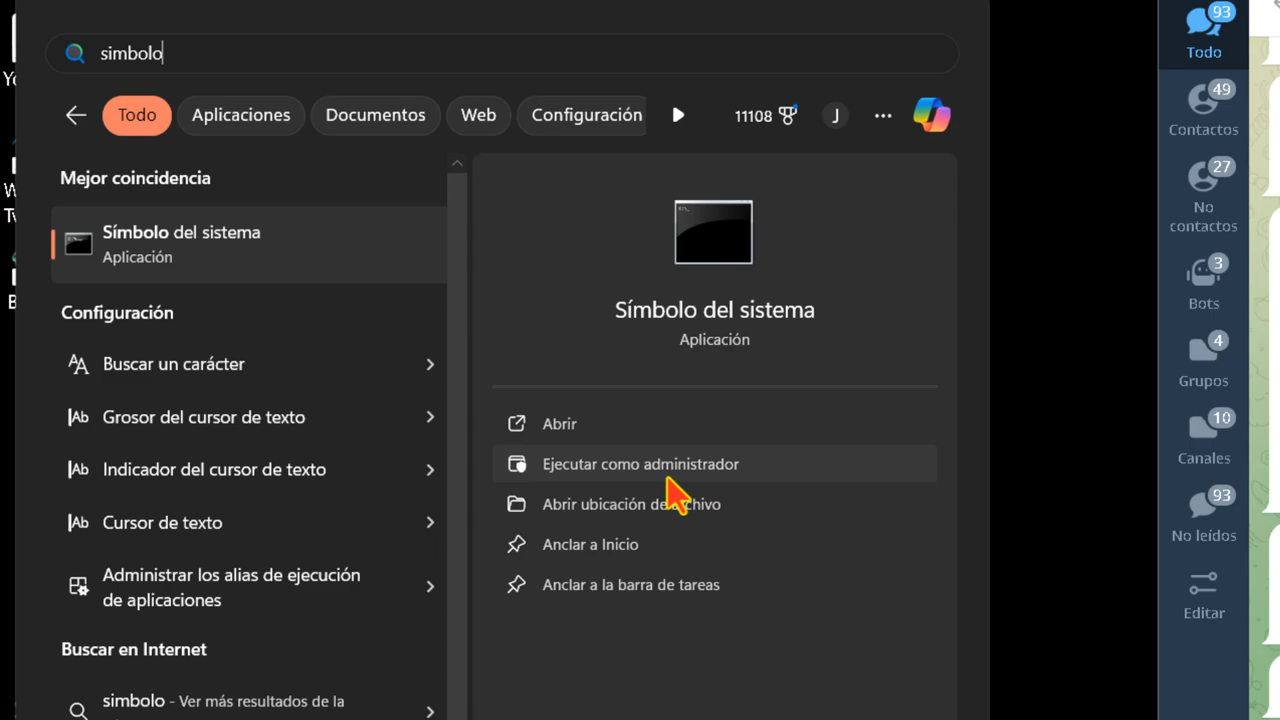 simbolo
Todo
Aplicaciones
Documentos
Web
Configuración
11108
J
Mejor coincidencia
Símbolo del sistema
Aplicación
Configuración
Buscar un carácter
Grosor del cursor de texto
Indicador del cursor de texto
Cursor de texto
Administrar los alias de ejecución
de aplicaciones
Buscar en Internet
simbolo - Ver más resultados de la
Símbolo del sistema
Aplicación
Abrir
Ejecutar como administrador
Abrir ubicación de archivo
Anclar a Inicio
Anclar a la barra de tareas
93
Todo
49
Contactos
27
No
contactos
3
Bots
4
Grupos
10
Canales
93
No leídos
Editar